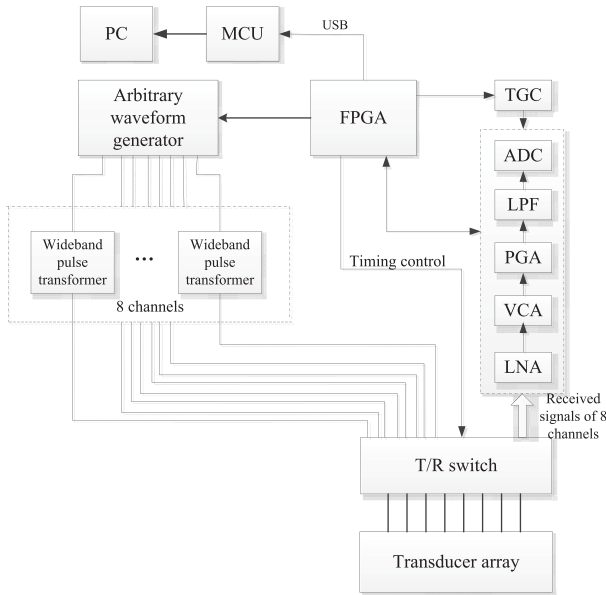 PC
MCU
USB
Arbitrary
waveform
generator
FPGA
TGC
ADC
LPF
PGA
VCA
LNA
Wideband
pulse
transformer
...
Wideband
pulse
transformer
8 channels
Timing control
Received
signals of 8
channels
T/R switch
Transducer array